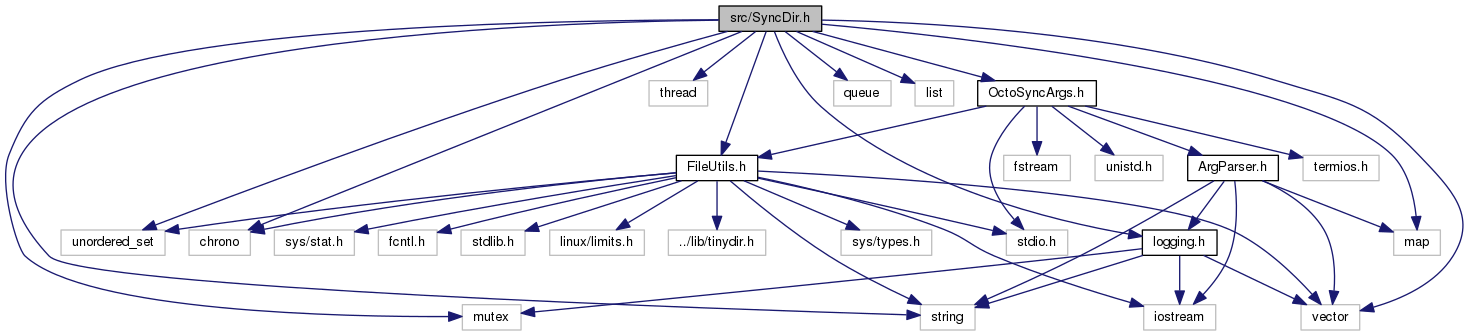 src/SyncDir.h
thread
queue
list
OctoSyncArgs.h
FileUtils.h
fstream
unistd.h
ArgParser.h
termios.h
unordered_set
chrono
sys/stat.h
fcntl.h
stdlib.h
linux/limits.h
../lib/tinydir.h
sys/types.h
stdio.h
logging.h
map
mutex
string
iostream
vector